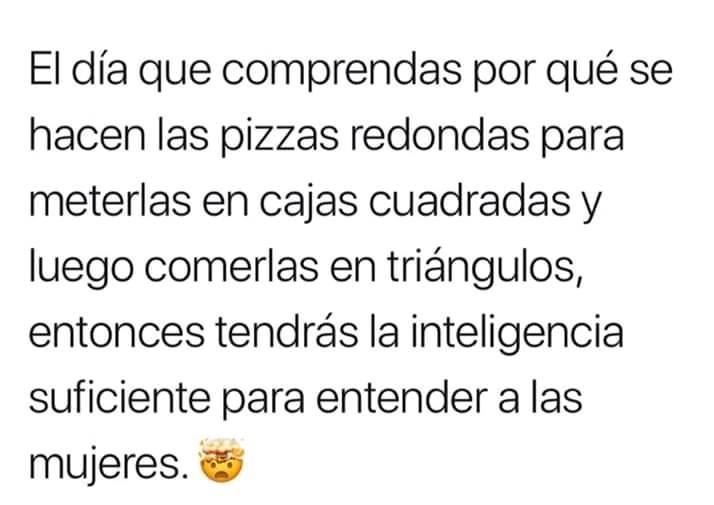 El día que comprendas por qué se
hacen las pizzas redondas para
meterlas en cajas cuadradas y
luego comerlas en triángulos,
entonces tendrás la inteligencia
suficiente para entender a las
mujeres. 🤯